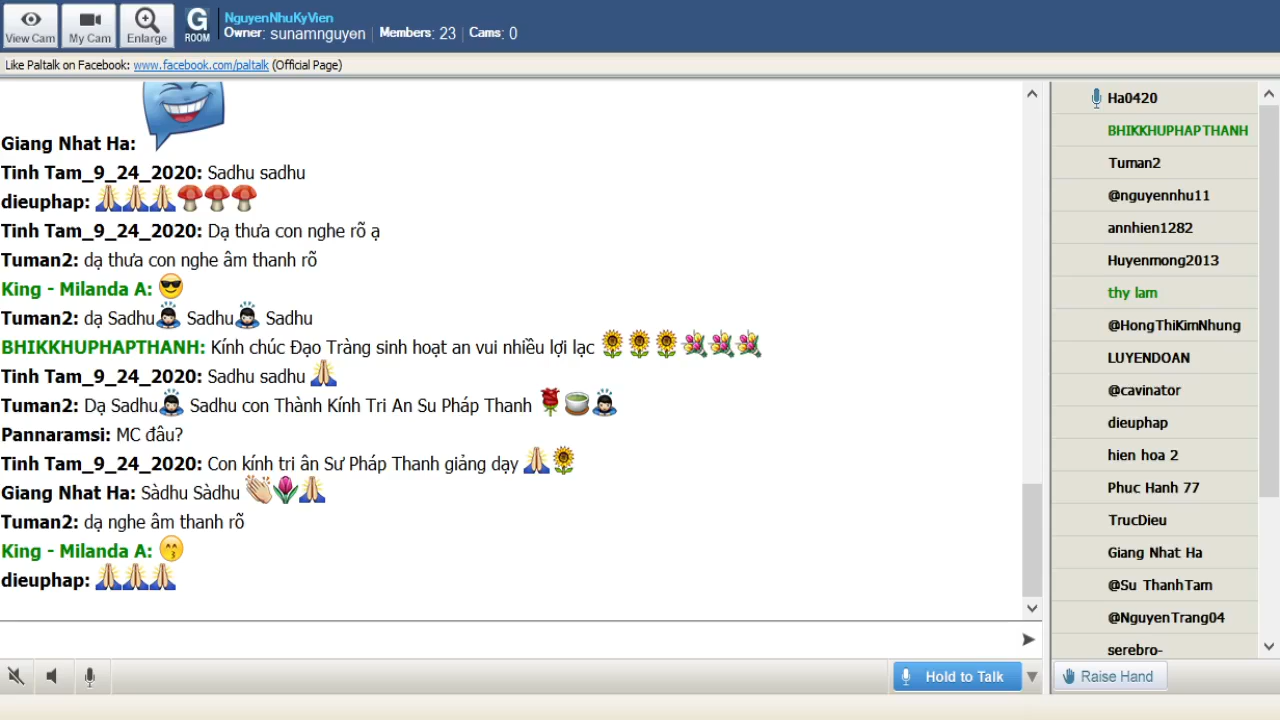 View Cam
My Cam
Enlarge
G
ROOM
NguyenNhuKyVien
Owner: sunamnguyen | Members: 23 | Cams: 0
Like Paltalk on Facebook: www.facebook.com/paltalk (Official Page)
Giang Nhat Ha:
Tinh Tam_9_24_2020: Sadhu sadhu
dieuphap:
Tinh Tam_9_24_2020: Dạ thưa con nghe rõ ạ
Tuman2: dạ thưa con nghe âm thanh rõ
King - Milanda A:
Tuman2: dạ Sadhu Sadhu Sadhu
BHIKKHUPHAPTHANH: Kính chúc Đạo Tràng sinh hoạt an vui nhiều lợi lạc
Tinh Tam_9_24_2020: Sadhu sadhu
Tuman2: Dạ Sadhu Sadhu con Thành Kính Tri An Su Pháp Thanh
Pannaramsi: MC đâu?
Tinh Tam_9_24_2020: Con kính tri ân Sư Pháp Thanh giảng dạy
Giang Nhat Ha: Sàdhu Sàdhu
Tuman2: dạ nghe âm thanh rõ
King - Milanda A:
dieuphap:
Hold to Talk
Ha0420
BHIKKHUPHAPTHANH
Tuman2
@nguyennhu11
annhien1282
Huyenmong2013
thy lam
@HongThiKimNhung
LUYENDOAN
@cavinator
dieuphap
hien hoa 2
Phuc Hanh 77
TrucDieu
Giang Nhat Ha
@Su ThanhTam
@NguyenTrang04
serebro-
Raise Hand